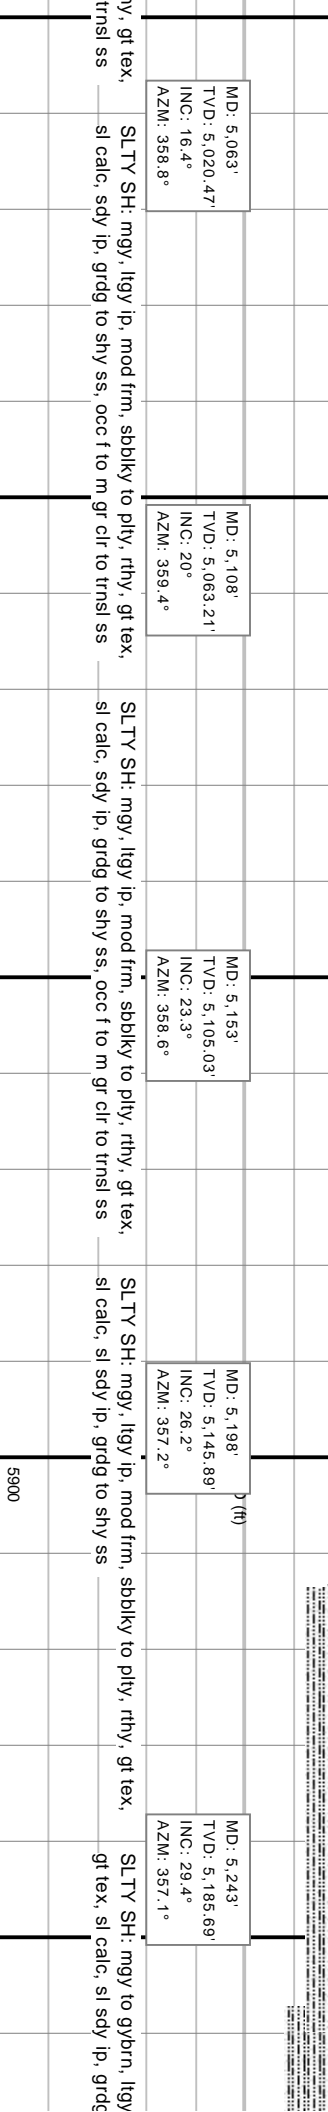 hy, gt tex,
trnsl ss
MD: 5,063'
TVD: 5,020.47'
INC: 16.4°
AZM: 358.8°
SLTY SH: mgy, ltgy ip, mod frm, sbblky to plty, rthy, gt tex,
sl calc, sdy ip, grdg to shy ss, occ f to m gr clr to trnsl ss
MD: 5,108'
TVD: 5,063.21'
INC: 20°
AZM: 359.4°
SLTY SH: mgy, ltgy ip, mod frm, sbblky to plty, rthy, gt tex,
sl calc, sdy ip, grdg to shy ss, occ f to m gr clr to trnsl ss
MD: 5,153'
TVD: 5,105.03'
INC: 23.3°
AZM: 358.6°
SLTY SH: mgy, ltgy ip, mod frm, sbblky to plty, rthy, gt tex,
sl calc, sl sdy ip, grdg to shy ss
MD: 5,198'
TVD: 5,145.89'
INC: 26.2°
AZM: 357.2°
(ft)
5900
MD: 5,243'
TVD: 5,185.69'
INC: 29.4°
AZM: 357.1°
SLTY SH: mgy to gybrn, ltgy
gt tex, sl calc, sl sdy ip, grdg